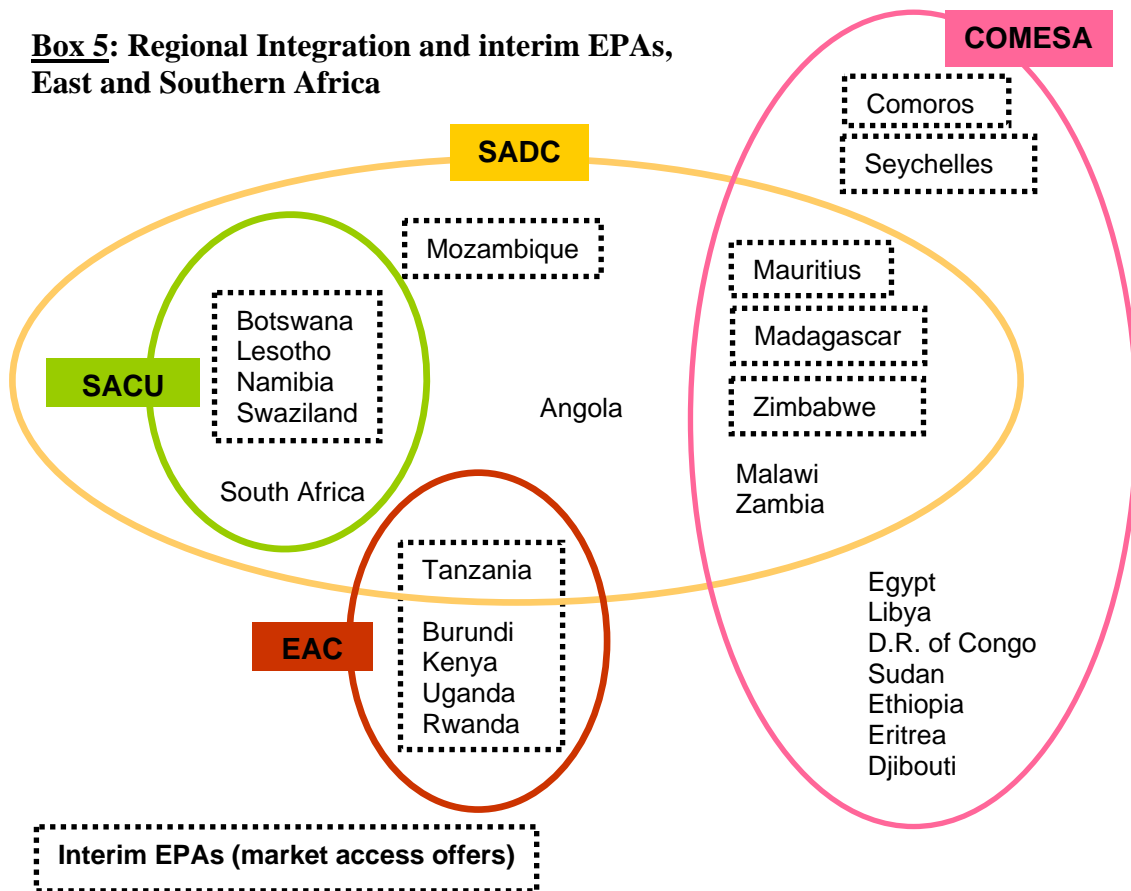 Box 5: Regional Integration and interim EPAs,
East and Southern Africa
COMESA
Comoros
Seychelles
SADC
Mozambique
Mauritius
Madagascar
Zimbabwe
Botswana
Lesotho
Namibia
Swaziland
SACU
Angola
South Africa
Malawi
Zambia
Tanzania
EAC
Burundi
Kenya
Uganda
Rwanda
Egypt
Libya
D.R. of Congo
Sudan
Ethiopia
Eritrea
Djibouti
Interim EPAs (market access offers)